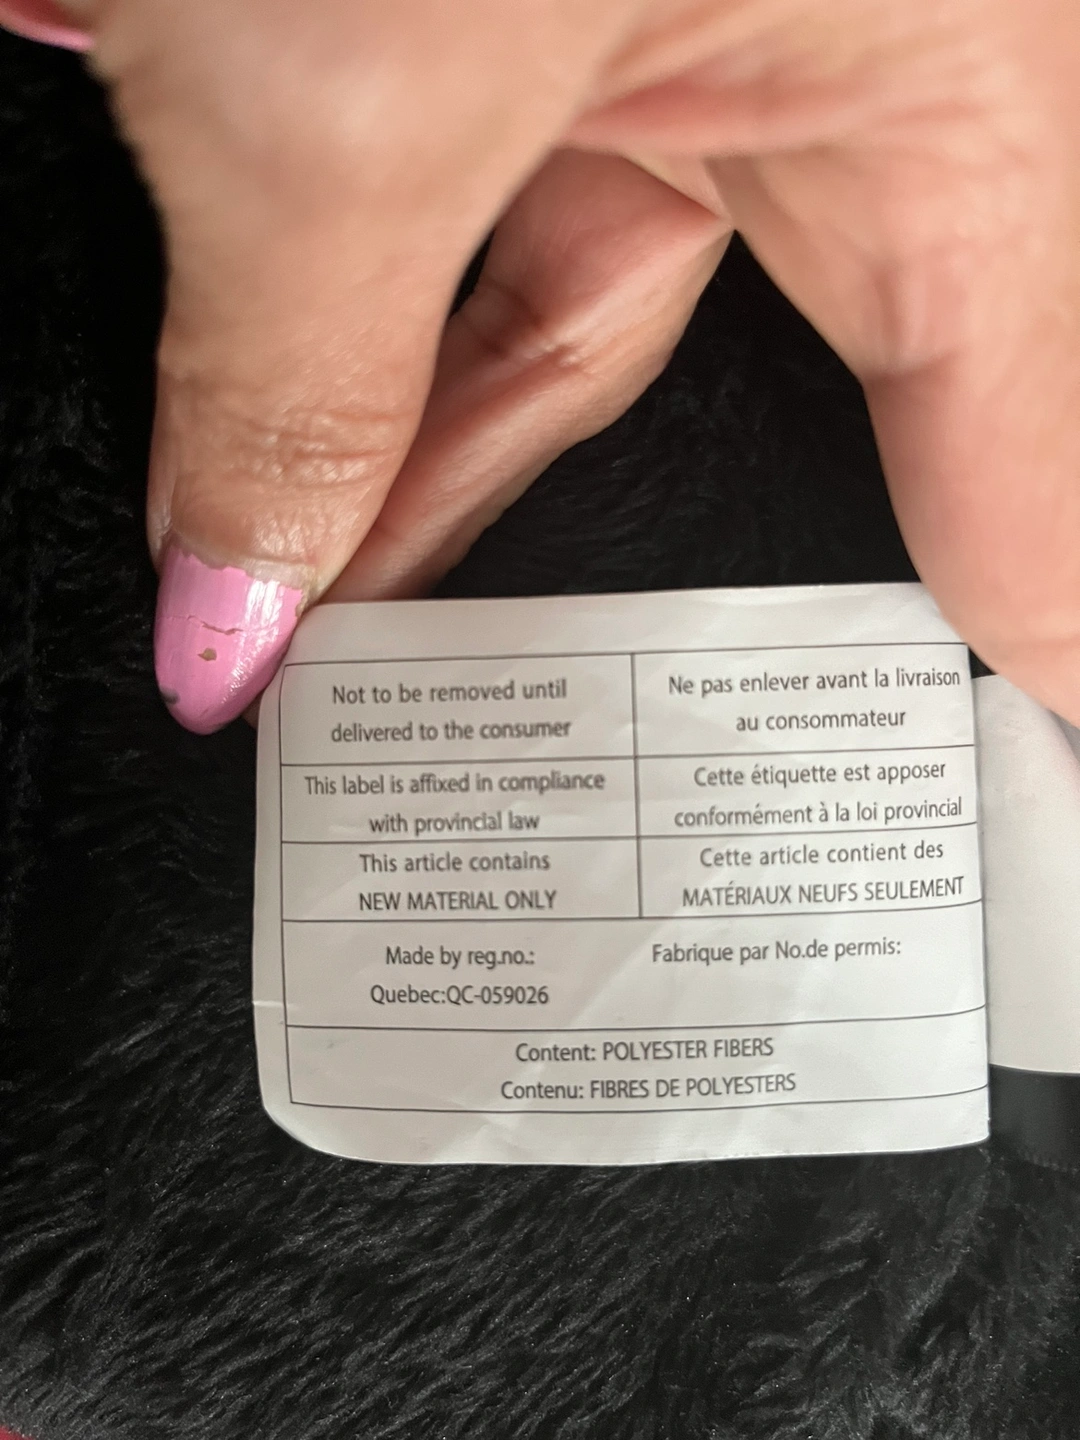 Not to be removed until
delivered to the consumer
Ne pas enlever avant la livraison
au consommateur
This label is affixed in compliance
with provincial law
Cette étiquette est apposer
conformément à la loi provincial
This article contains
NEW MATERIAL ONLY
Cette article contient des
MATÉRIAUX NEUFS SEULEMENT
Made by reg.no.:
Quebec:QC-059026
Fabrique par No.de permis:
Content: POLYESTER FIBERS
Contenu: FIBRES DE POLYESTERS